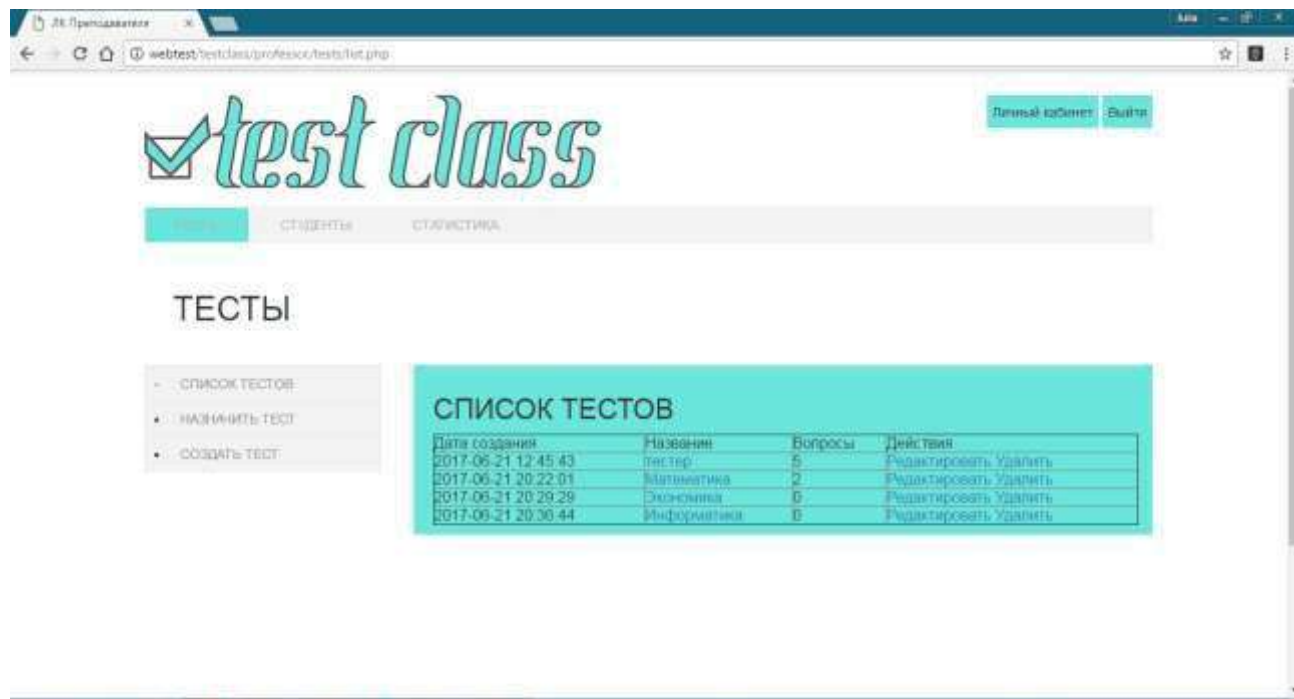 ЛК Преподавателя
webtest/testclass/professor/tests/list.php
test class
Личный кабинет Выйти
СТУДЕНТЫ СТАТИСТИКА
ТЕСТЫ
СПИСОК ТЕСТОВ
НАЗНАЧИТЬ ТЕСТ
СОЗДАТЬ ТЕСТ
СПИСОК ТЕСТОВ
Дата создания Название Вопросы Действия
2017-06-21 12:45:43 тестер 5 Редактировать Удалить
2017-06-21 20:22:01 Математика 2 Редактировать Удалить
2017-06-21 20:29:29 Экономика 0 Редактировать Удалить
2017-06-21 20:36:44 Информатика 0 Редактировать Удалить